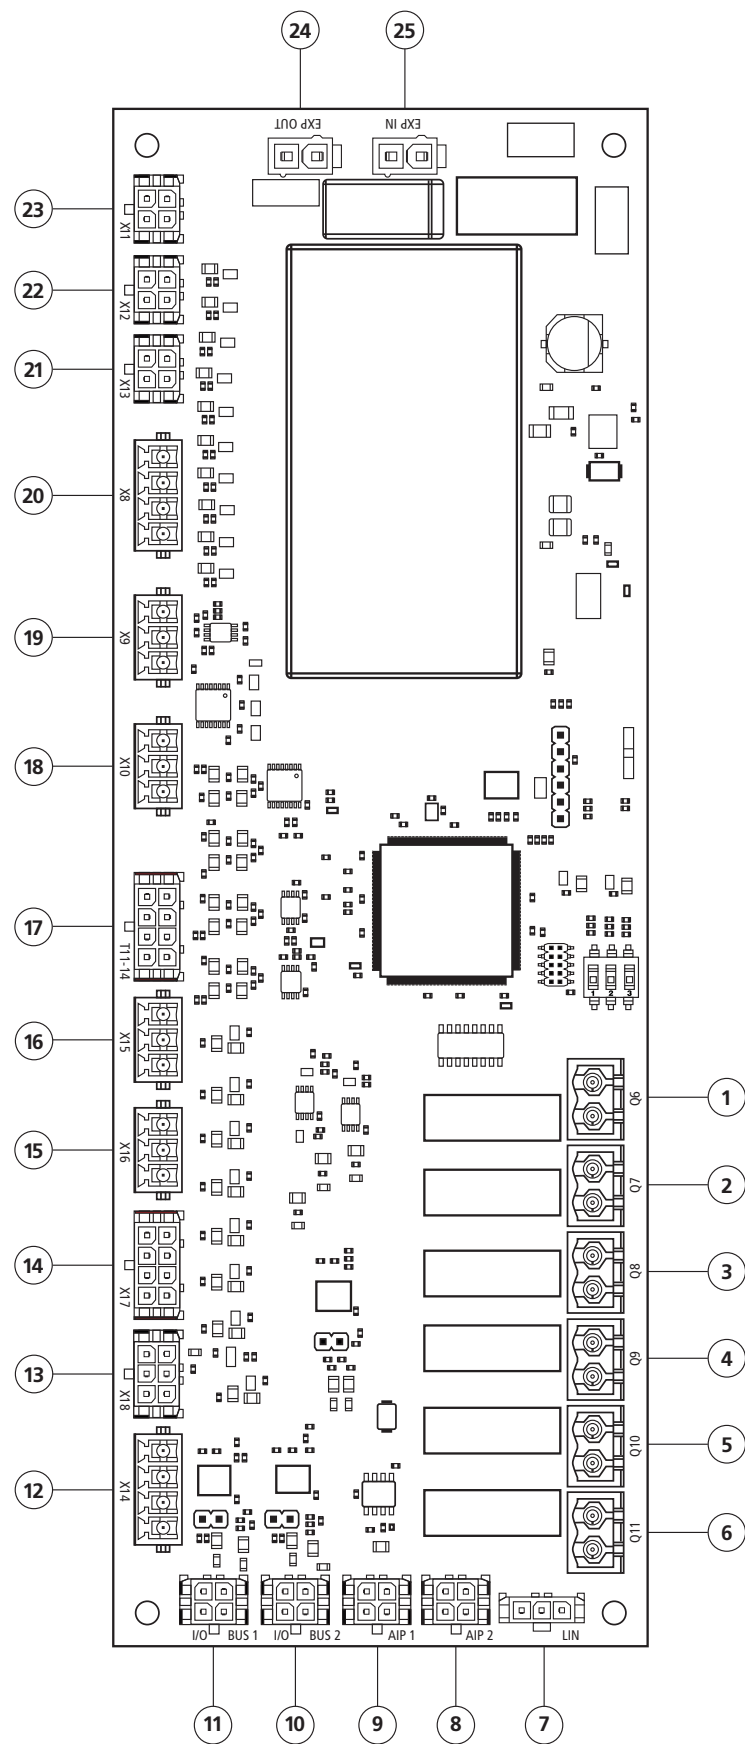 24 25
EXP OUT EXP IN
23 X11
22 X12
21 X13
20 X8
19 X9
18 X10
17 T11-14
1 2 3
16 X15
Q6 1
15 X16
Q7 2
14 X17
Q8 3
13 X18
Q9 4
12 X14
Q10 5
Q11 6
I/O BUS 1 I/O BUS 2 AIP 1 AIP 2 LIN
11 10 9 8 7